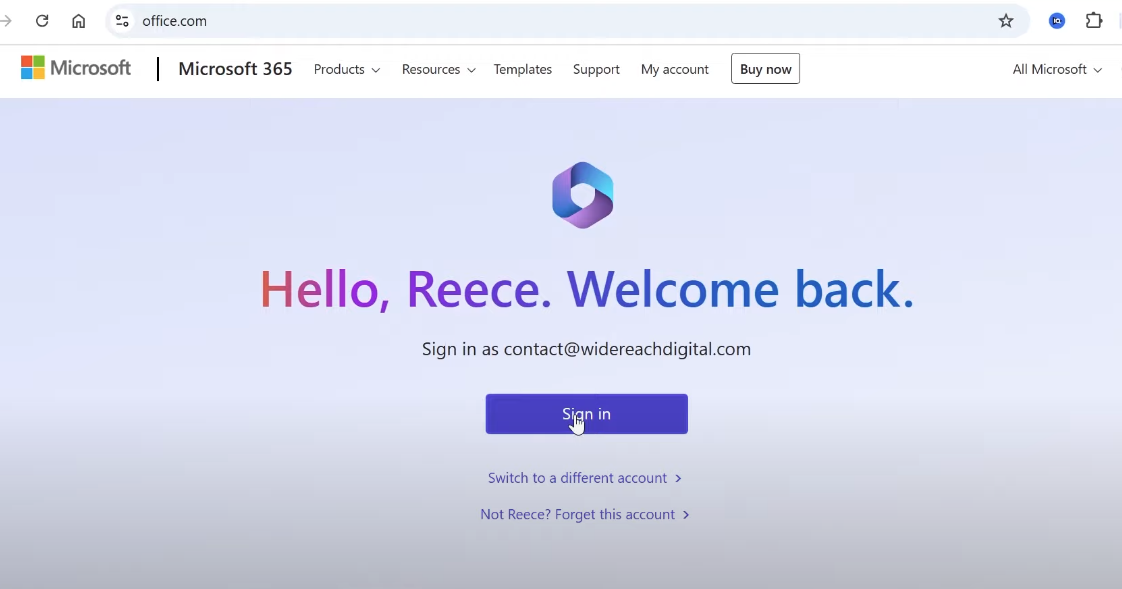 office.com
Microsoft Microsoft 365 Products Resources Templates Support My account Buy now All Microsoft
Hello, Reece. Welcome back.
Sign in as contact@widereachdigital.com
Sign in
Switch to a different account
Not Reece? Forget this account